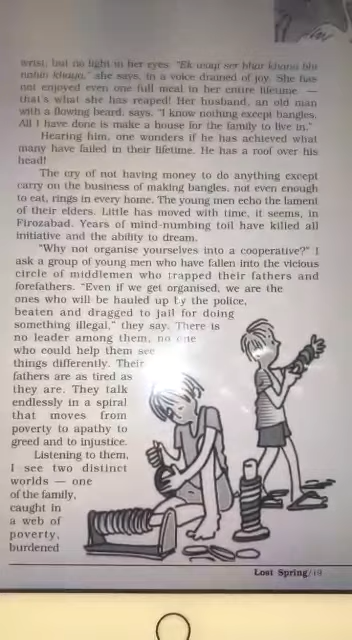 wrist, but no light in her eyes. "Ek waqt ser bhar khana bhi
nahin khaya," she says, in a voice drained of joy. She has
not enjoyed even one full meal in her entire lifetime —
that's what she has reaped! Her husband, an old man
with a flowing beard, says, "I know nothing except bangles.
All I have done is make a house for the family to live in."
Hearing him, one wonders if he has achieved what
many have failed in their lifetime. He has a roof over his
head!
The cry of not having money to do anything except
carry on the business of making bangles, not even enough
to eat, rings in every home. The young men echo the lament
of their elders. Little has moved with time, it seems, in
Firozabad. Years of mind-numbing toil have killed all
initiative and the ability to dream.
"Why not organise yourselves into a cooperative?" I
ask a group of young men who have fallen into the vicious
circle of middlemen who trapped their fathers and
forefathers. "Even if we get organised, we are the
ones who will be hauled up by the police,
beaten and dragged to jail for doing
something illegal," they say. There is
no leader among them, no one
who could help them see
things differently. Their
fathers are as tired as
they are. They talk
endlessly in a spiral
that moves from
poverty to apathy to
greed and to injustice.
Listening to them,
I see two distinct
worlds — one
of the family,
caught in
a web of
poverty,
burdened
Lost Spring/19